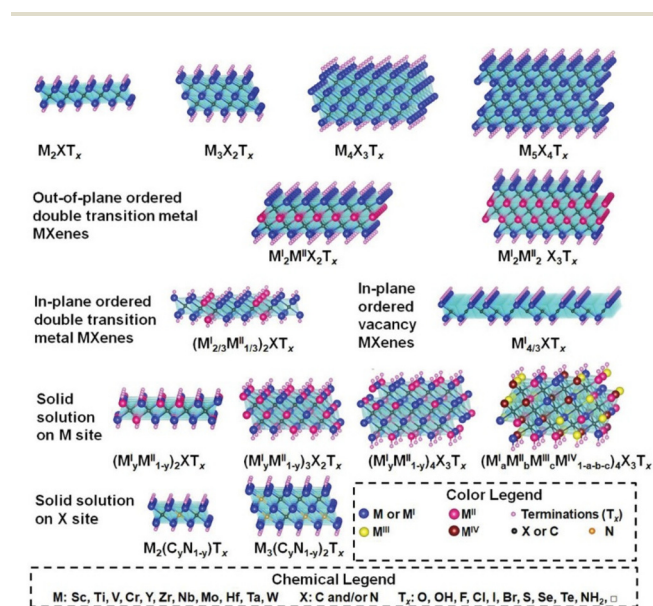 M₂XTₓ M₃X₂Tₓ M₄X₃Tₓ M₅X₄Tₓ
Out-of-plane ordered
double transition metal
MXenes
Mᴵ₂MᴵᴵX₂Tₓ Mᴵ₂Mᴵᴵ₂ X₃Tₓ
In-plane ordered
double transition
metal MXenes
(Mᴵ₂/₃Mᴵᴵ₁/₃)₂XTₓ
In-plane
ordered
vacancy
MXenes
Mᴵ₄/₃XTₓ
Solid
solution
on M site
(MᴵyMᴵᴵ₁₋y)₂XTₓ (MᴵyMᴵᴵ₁₋y)₃X₂Tₓ (MᴵyMᴵᴵ₁₋y)₄X₃Tₓ (MᴵₐMᴵᴵbMᴵᴵᴵcMᴵⱽ₁₋a₋b₋c)₄X₃Tₓ
Solid solution
on X site
M₂(CyN₁₋y)Tₓ M₃(CyN₁₋y)₂Tₓ
Color Legend
M or Mᴵ Mᴵᴵ Terminations (Tₓ)
Mᴵᴵᴵ Mᴵⱽ X or C N
Chemical Legend
M: Sc, Ti, V, Cr, Y, Zr, Nb, Mo, Hf, Ta, W X: C and/or N Tₓ: O, OH, F, Cl, I, Br, S, Se, Te, NH₂, □